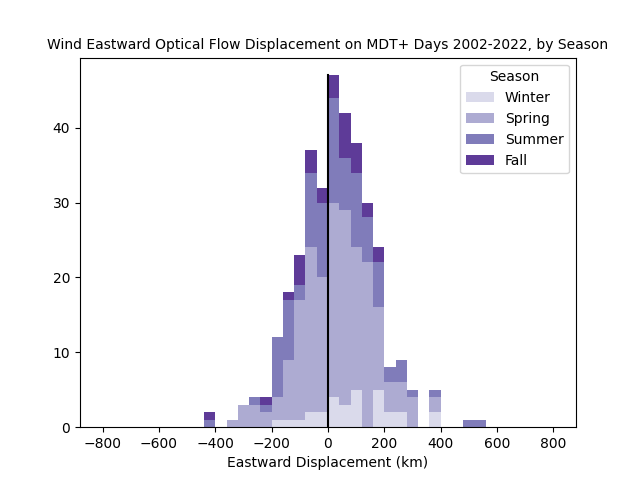 Wind Eastward Optical Flow Displacement on MDT+ Days 2002-2022, by Season
Season
Winter
Spring
Summer
Fall
40
30
20
10
0
−800 −600 −400 −200 0 200 400 600 800
Eastward Displacement (km)